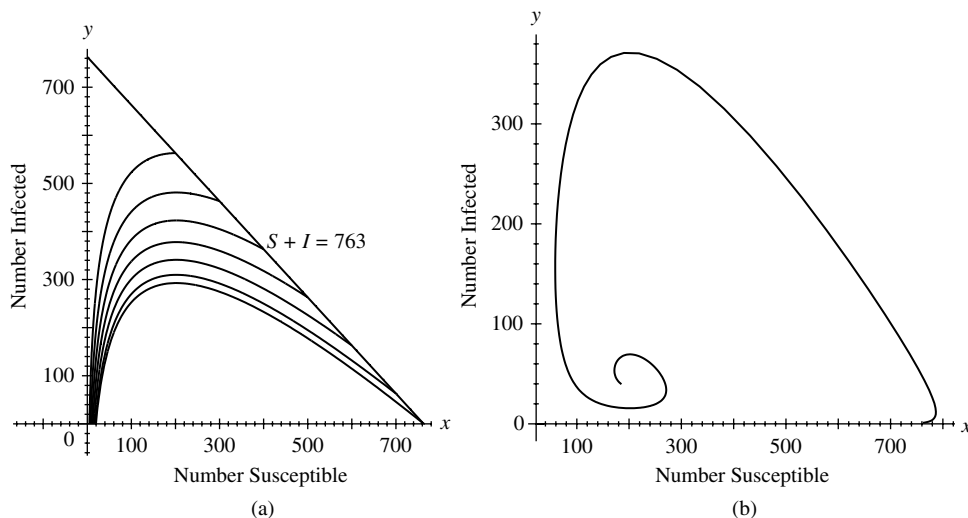 y
700
500
300
100
0
100
300
500
700
x
Number Infected
S + I = 763
Number Susceptible
(a)
y
300
200
100
0
100
300
500
700
x
Number Infected
Number Susceptible
(b)